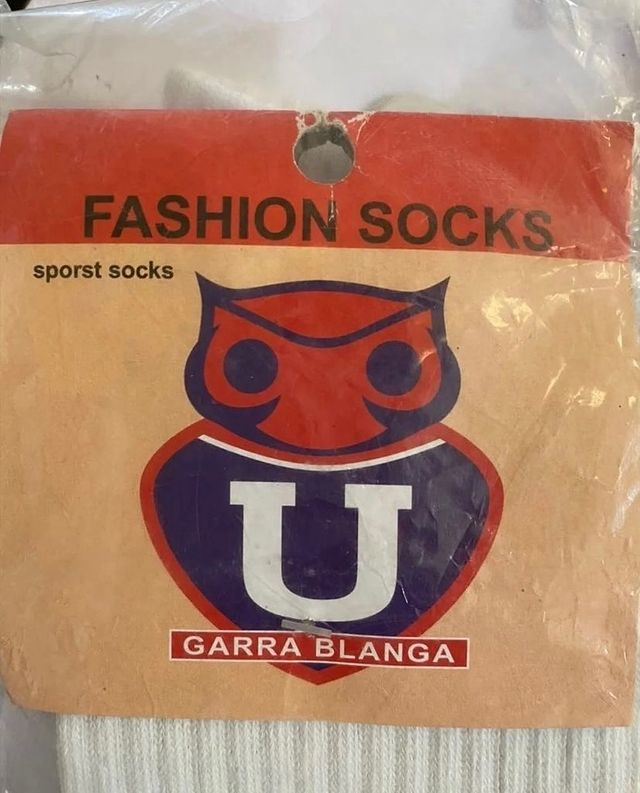 FASHION SOCKS
sporst socks
U
GARRA BLANGA